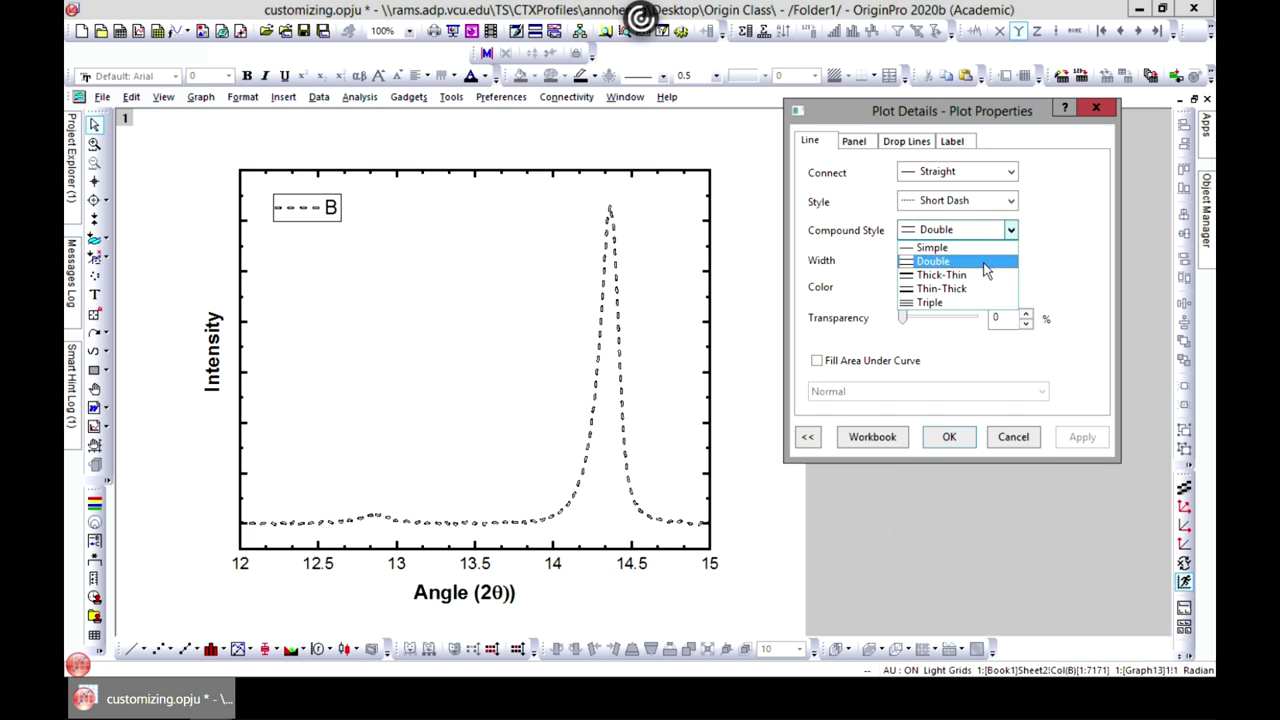 customizing.opju * - \\rams.adp.vcu.edu\TS\CTXProfiles\annoher
\Desktop\Origin Class\ - /Folder1/ - OriginPro 2020b (Academic)
100%
Default: Arial
0
B I U
0.5
0
File Edit View Graph Format Insert Data Analysis Gadgets Tools Preferences Connectivity Window Help
1
Project Explorer (1)
Messages Log
Smart Hint Log (1)
Apps
Object Manager
B
Intensity
12 12.5 13 13.5 14 14.5 15
Angle (2θ))
Plot Details - Plot Properties
Line Panel Drop Lines Label
Connect Straight
Style Short Dash
Compound Style Double
Simple
Width Double
Thick-Thin
Color Thin-Thick
Triple
Transparency 0 %
Fill Area Under Curve
Normal
<< Workbook OK Cancel Apply
10
-- AU : ON Light Grids 1:[Book1]Sheet2!Col(B)[1:7171] 1:[Graph13]1!1 Radian
customizing.opju * - \...